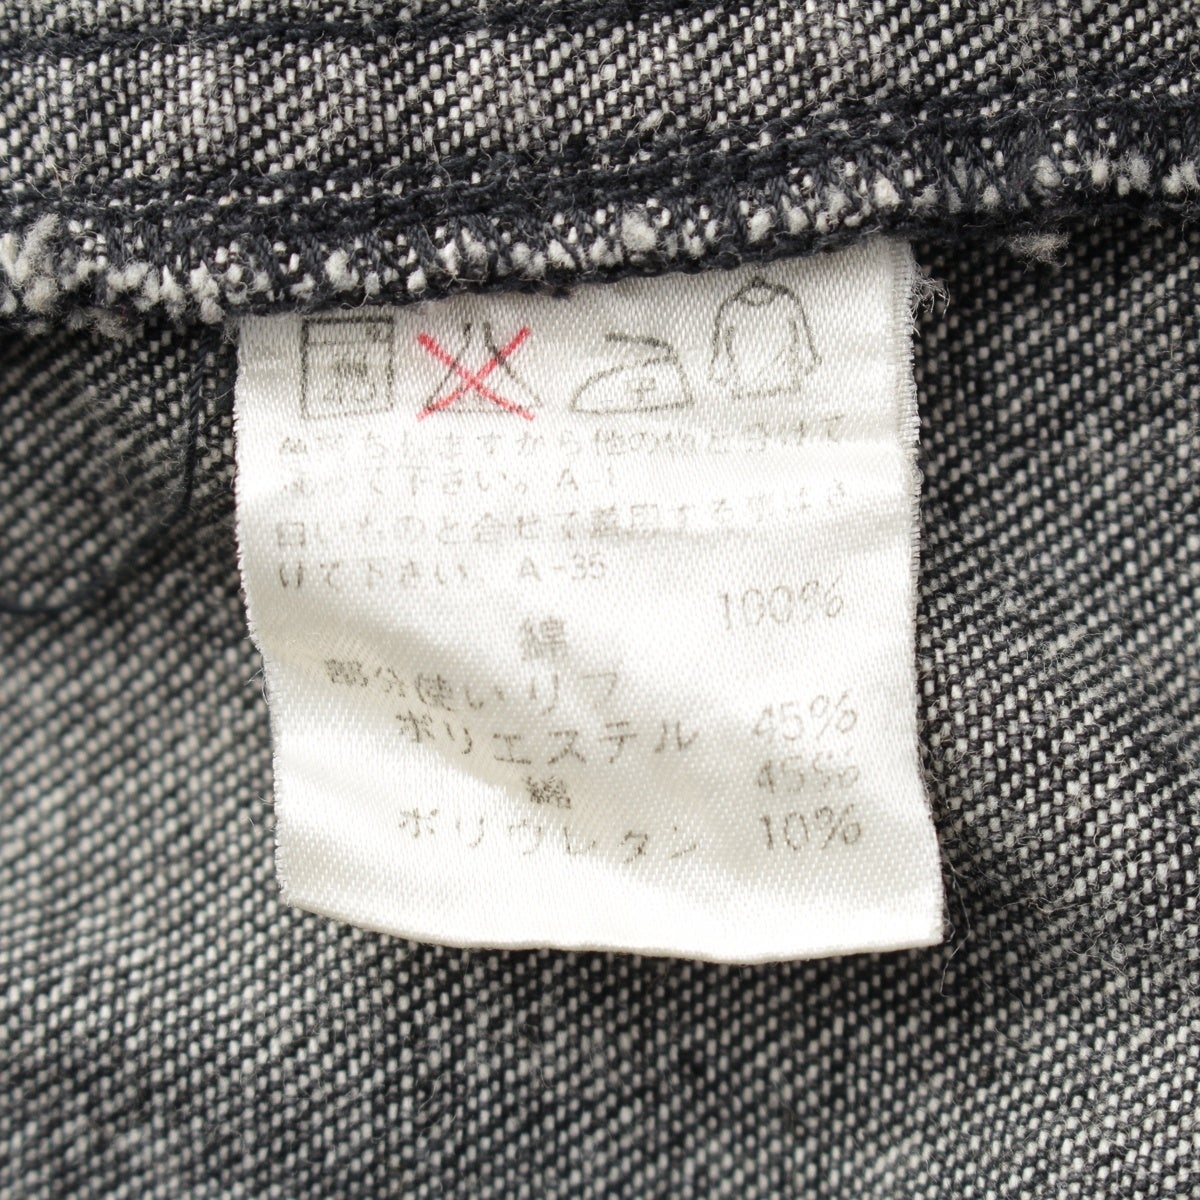 色おちしますから他の物と分けて
洗って下さい。A-1
白いものと合せて着用する事はさ
けて下さい。A-35
綿 100%
部分使いリブ
ポリエステル 45%
綿 45%
ポリウレタン 10%